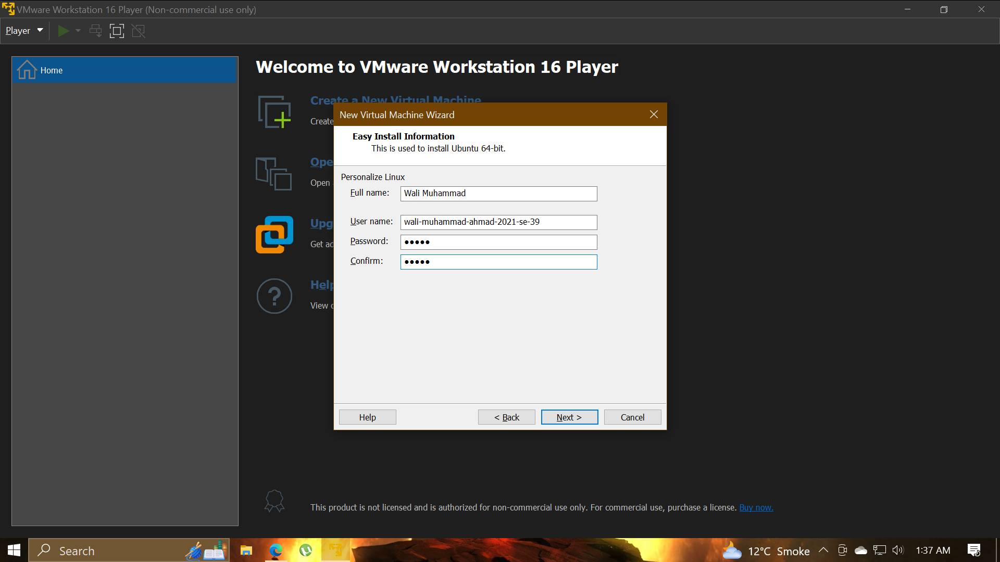 VMware Workstation 16 Player (Non-commercial use only)
Player
Home
Welcome to VMware Workstation 16 Player
Create a New Virtual Machine
Create
New Virtual Machine Wizard
Easy Install Information
This is used to install Ubuntu 64-bit.
Personalize Linux
Full name: Wali Muhammad
User name: wali-muhammad-ahmad-2021-se-39
Password: ●●●●●
Confirm: ●●●●●
Help
< Back
Next >
Cancel
Ope
Open
Upg
Get ad
?
Help
View
This product is not licensed and is authorized for non-commercial use only. For commercial use, purchase a license. Buy now.
Search
12°C Smoke
1:37 AM